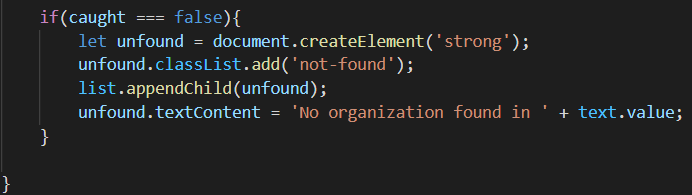 if(caught === false){
let unfound = document.createElement('strong');
unfound.classList.add('not-found');
list.appendChild(unfound);
unfound.textContent = 'No organization found in ' + text.value;
}
}